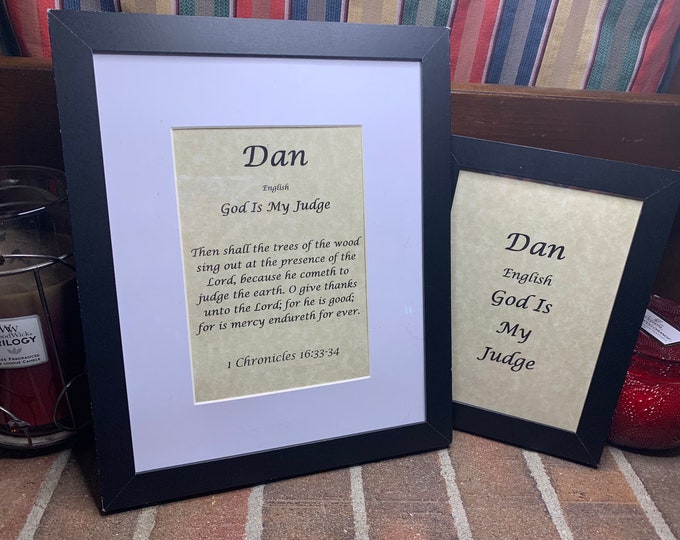 Dan
English
God Is My Judge
Then shall the trees of the wood
sing out at the presence of the
Lord, because he cometh to
judge the earth. O give thanks
unto the Lord; for he is good;
for is mercy endureth for ever.
1 Chronicles 16:33-34
Dan
English
God Is
My
Judge
WoodWick
TRILOGY